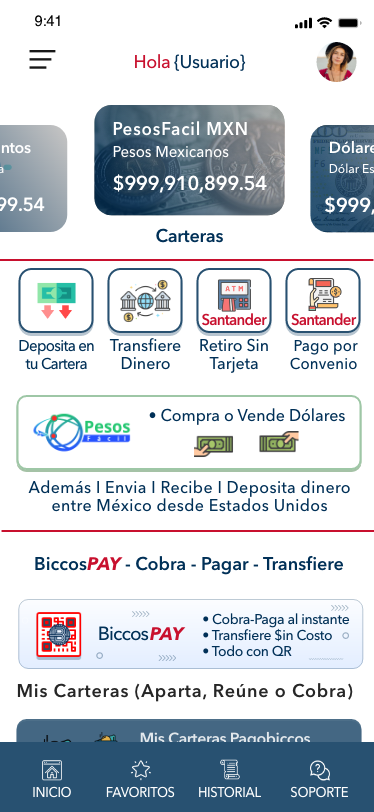 9:41
Hola {Usuario}
ntos
99.54
PesosFacil MXN
Pesos Mexicanos
$999,910,899.54
Dólare
Dólar Es
$999,
Carteras
ATM
Santander
Santander
Deposita en
tu Cartera
Transfiere
Dinero
Retiro Sin
Tarjeta
Pago por
Convenio
Pesos
Fácil
• Compra o Vende Dólares
Además I Envia I Recibe I Deposita dinero
entre México desde Estados Unidos
BiccosPAY - Cobra - Pagar - Transfiere
BiccosPAY
• Cobra-Paga al instante
• Transfiere $in Costo
• Todo con QR
Mis Carteras (Aparta, Reúne o Cobra)
Mis Carteras Pagobiccos
INICIO
FAVORITOS
HISTORIAL
SOPORTE